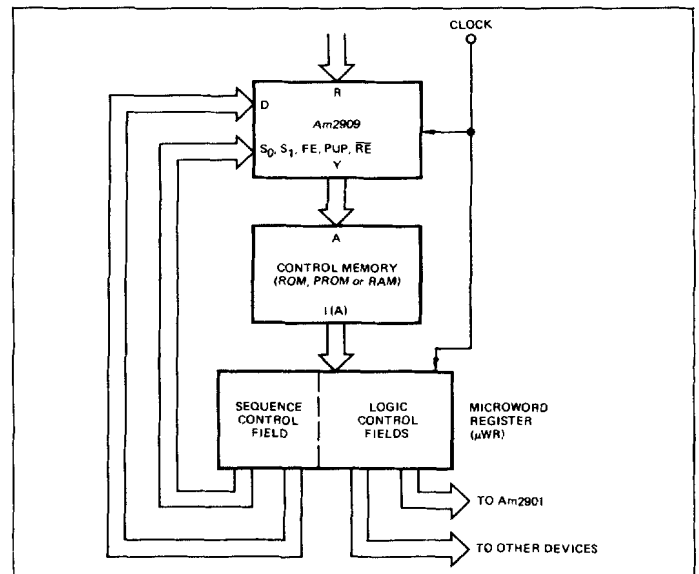 CLOCK
R
D
Am2909
S0, S1, FE, PUP, R̅E̅
Y
A
CONTROL MEMORY
(ROM, PROM or RAM)
I(A)
SEQUENCE
CONTROL
FIELD
LOGIC
CONTROL
FIELDS
MICROWORD
REGISTER
(μWR)
TO Am2901
TO OTHER DEVICES